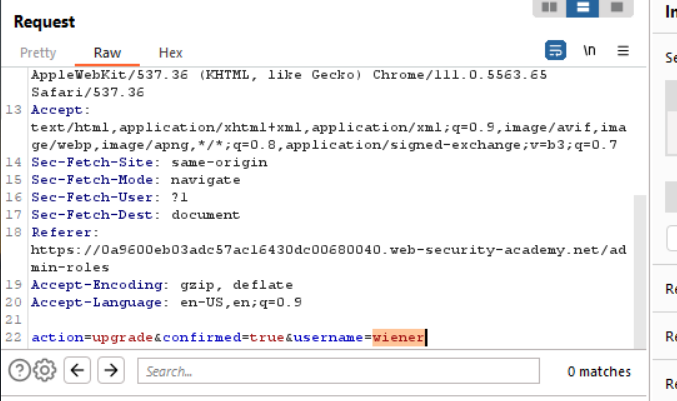 Request
Pretty Raw Hex
\n
AppleWebKit/537.36 (KHTML, like Gecko) Chrome/111.0.5563.65
Safari/537.36
13 Accept:
text/html,application/xhtml+xml,application/xml;q=0.9,image/avif,ima
ge/webp,image/apng,*/*;q=0.8,application/signed-exchange;v=b3;q=0.7
14 Sec-Fetch-Site: same-origin
15 Sec-Fetch-Mode: navigate
16 Sec-Fetch-User: ?1
17 Sec-Fetch-Dest: document
18 Referer:
https://0a9600eb03adc57ac16430dc00680040.web-security-academy.net/ad
min-roles
19 Accept-Encoding: gzip, deflate
20 Accept-Language: en-US,en;q=0.9
21
22 action=upgrade&confirmed=true&username=wiener
Search...
0 matches